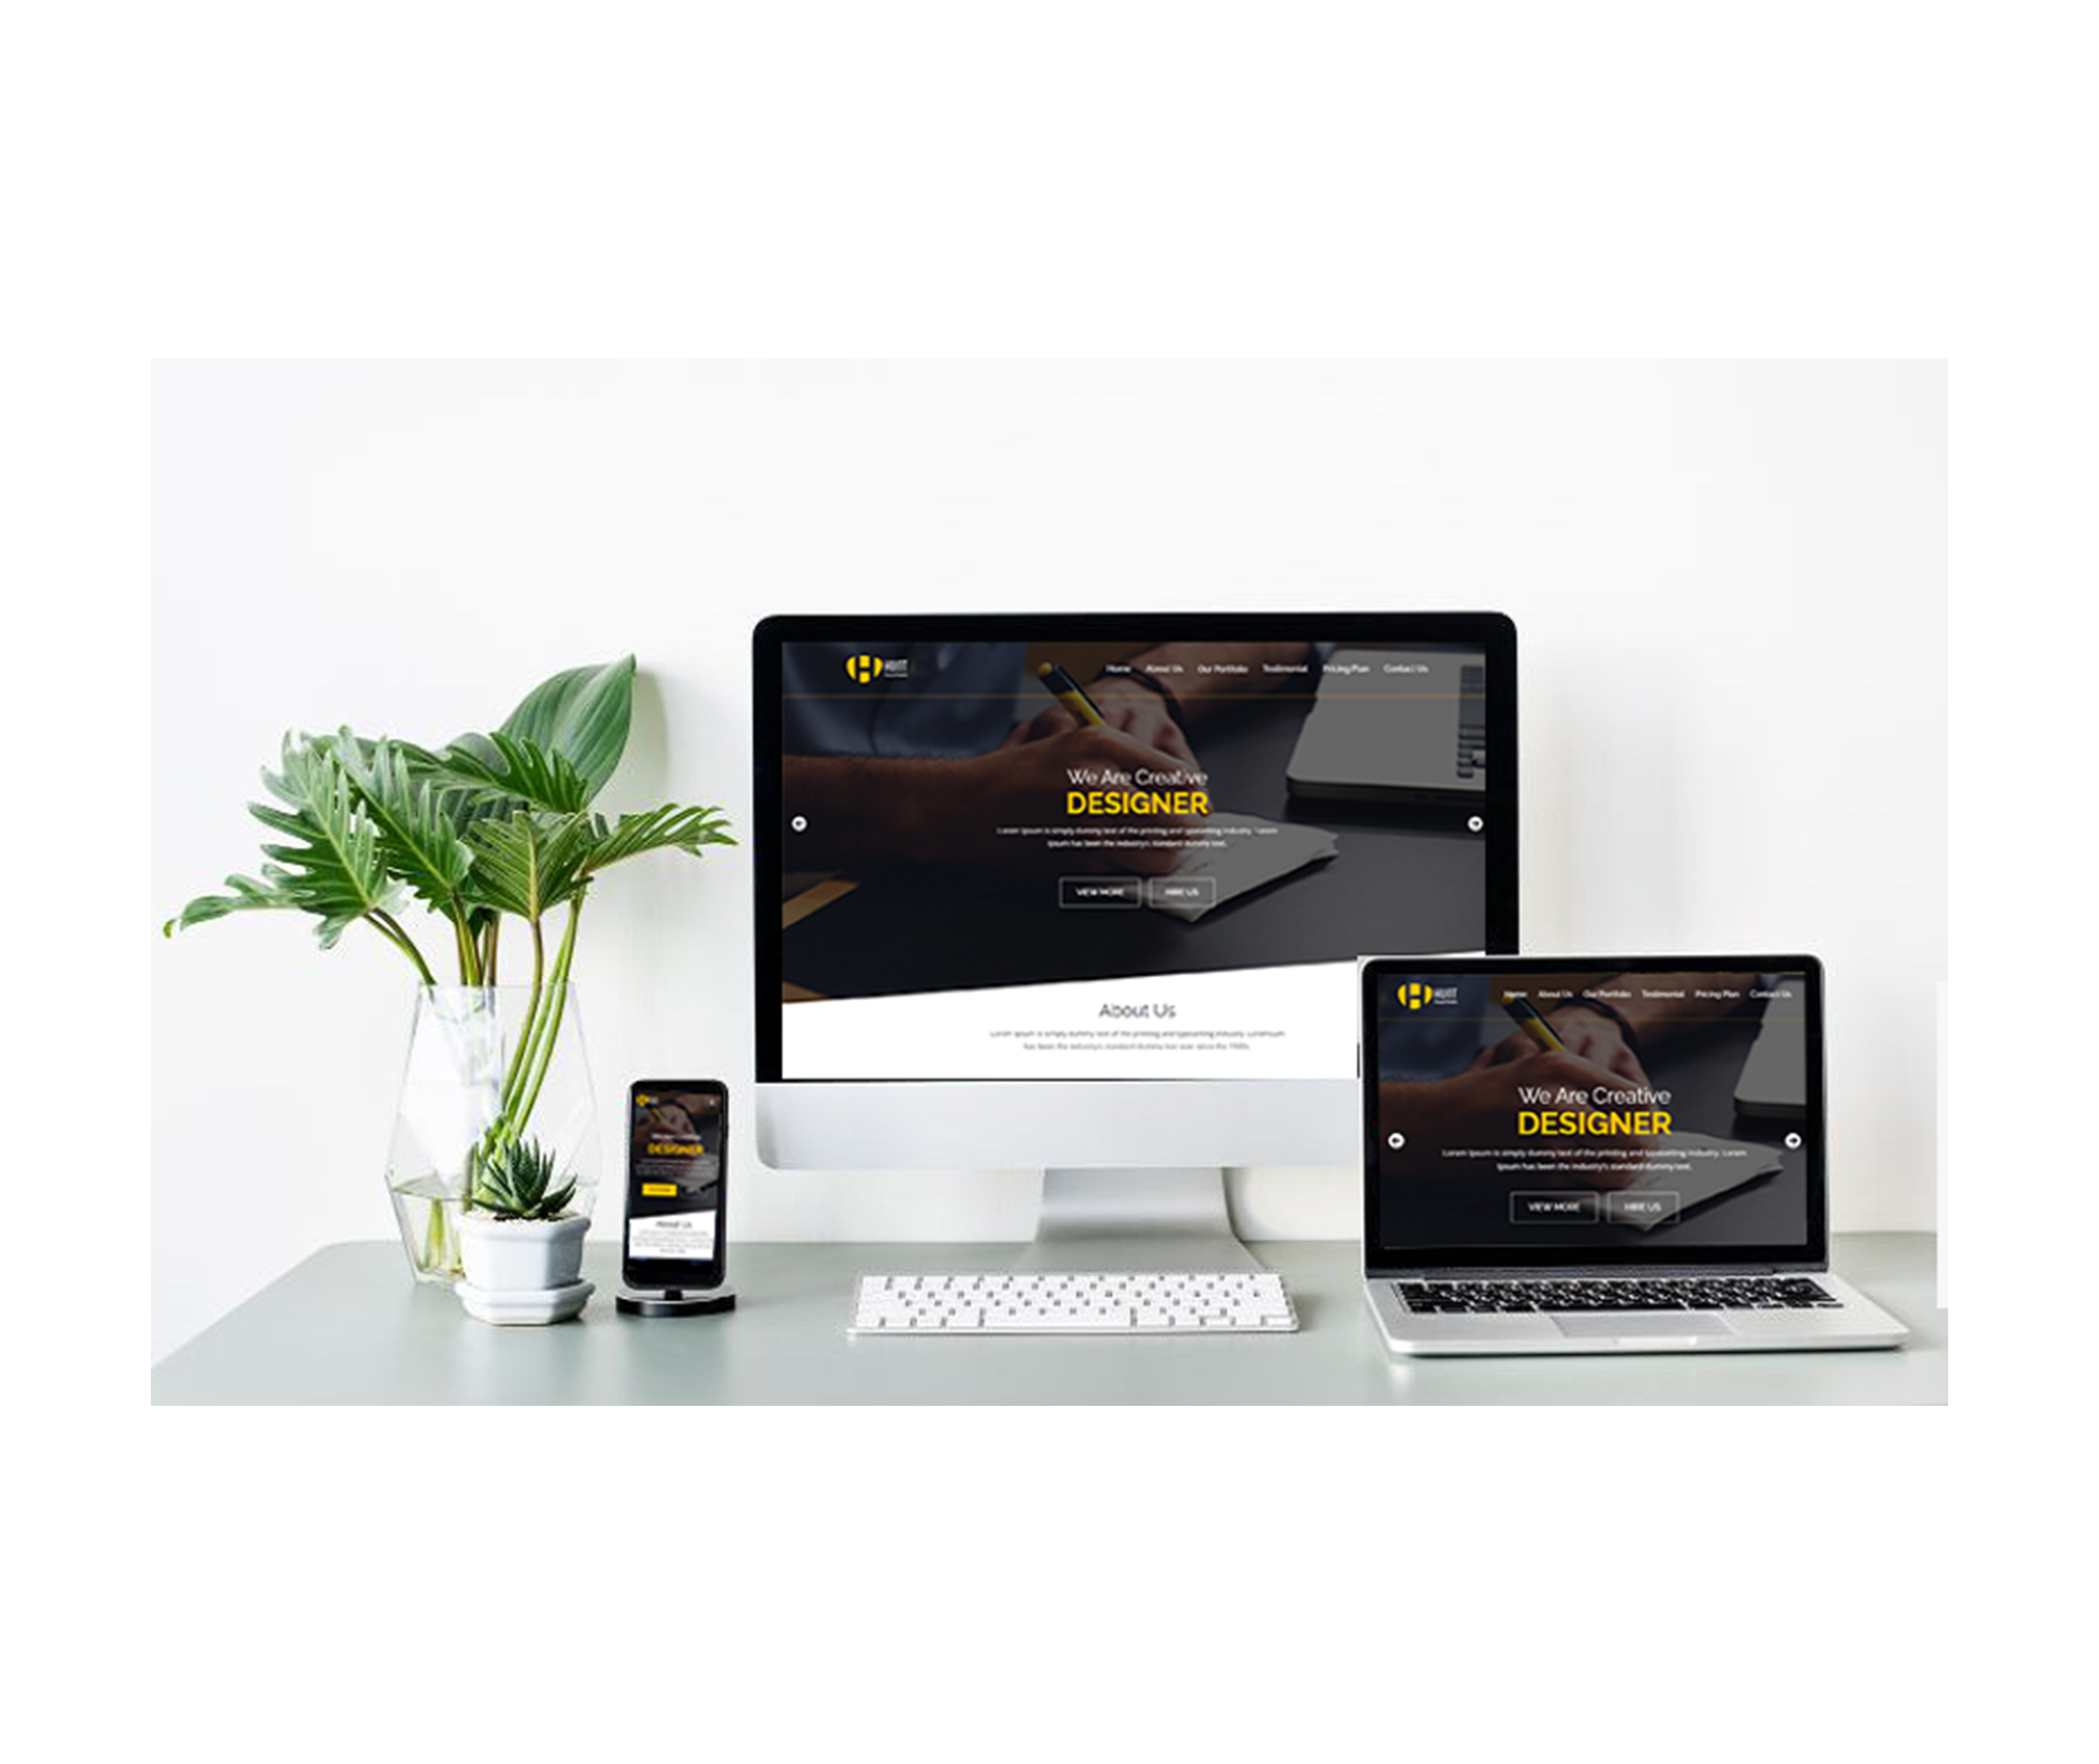 Home About Us Our Portfolio Testimonial Pricing Plan Contact Us
We Are Creative
DESIGNER
Lorem Ipsum is simply dummy text of the printing and typesetting industry. Lorem
Ipsum has been the industry's standard dummy text.
VIEW MORE HIRE US
About Us
Lorem Ipsum is simply dummy text of the printing and typesetting industry.
has been the industry's standard dummy text ever since the 1500s.
DESIGNER
About Us
Home About Us Our Portfolio Testimonial Pricing Plan Contact Us
We Are Creative
DESIGNER
Lorem Ipsum is simply dummy text of the printing and typesetting industry. Lorem
Ipsum has been the industry's standard dummy text.
VIEW MORE HIRE US